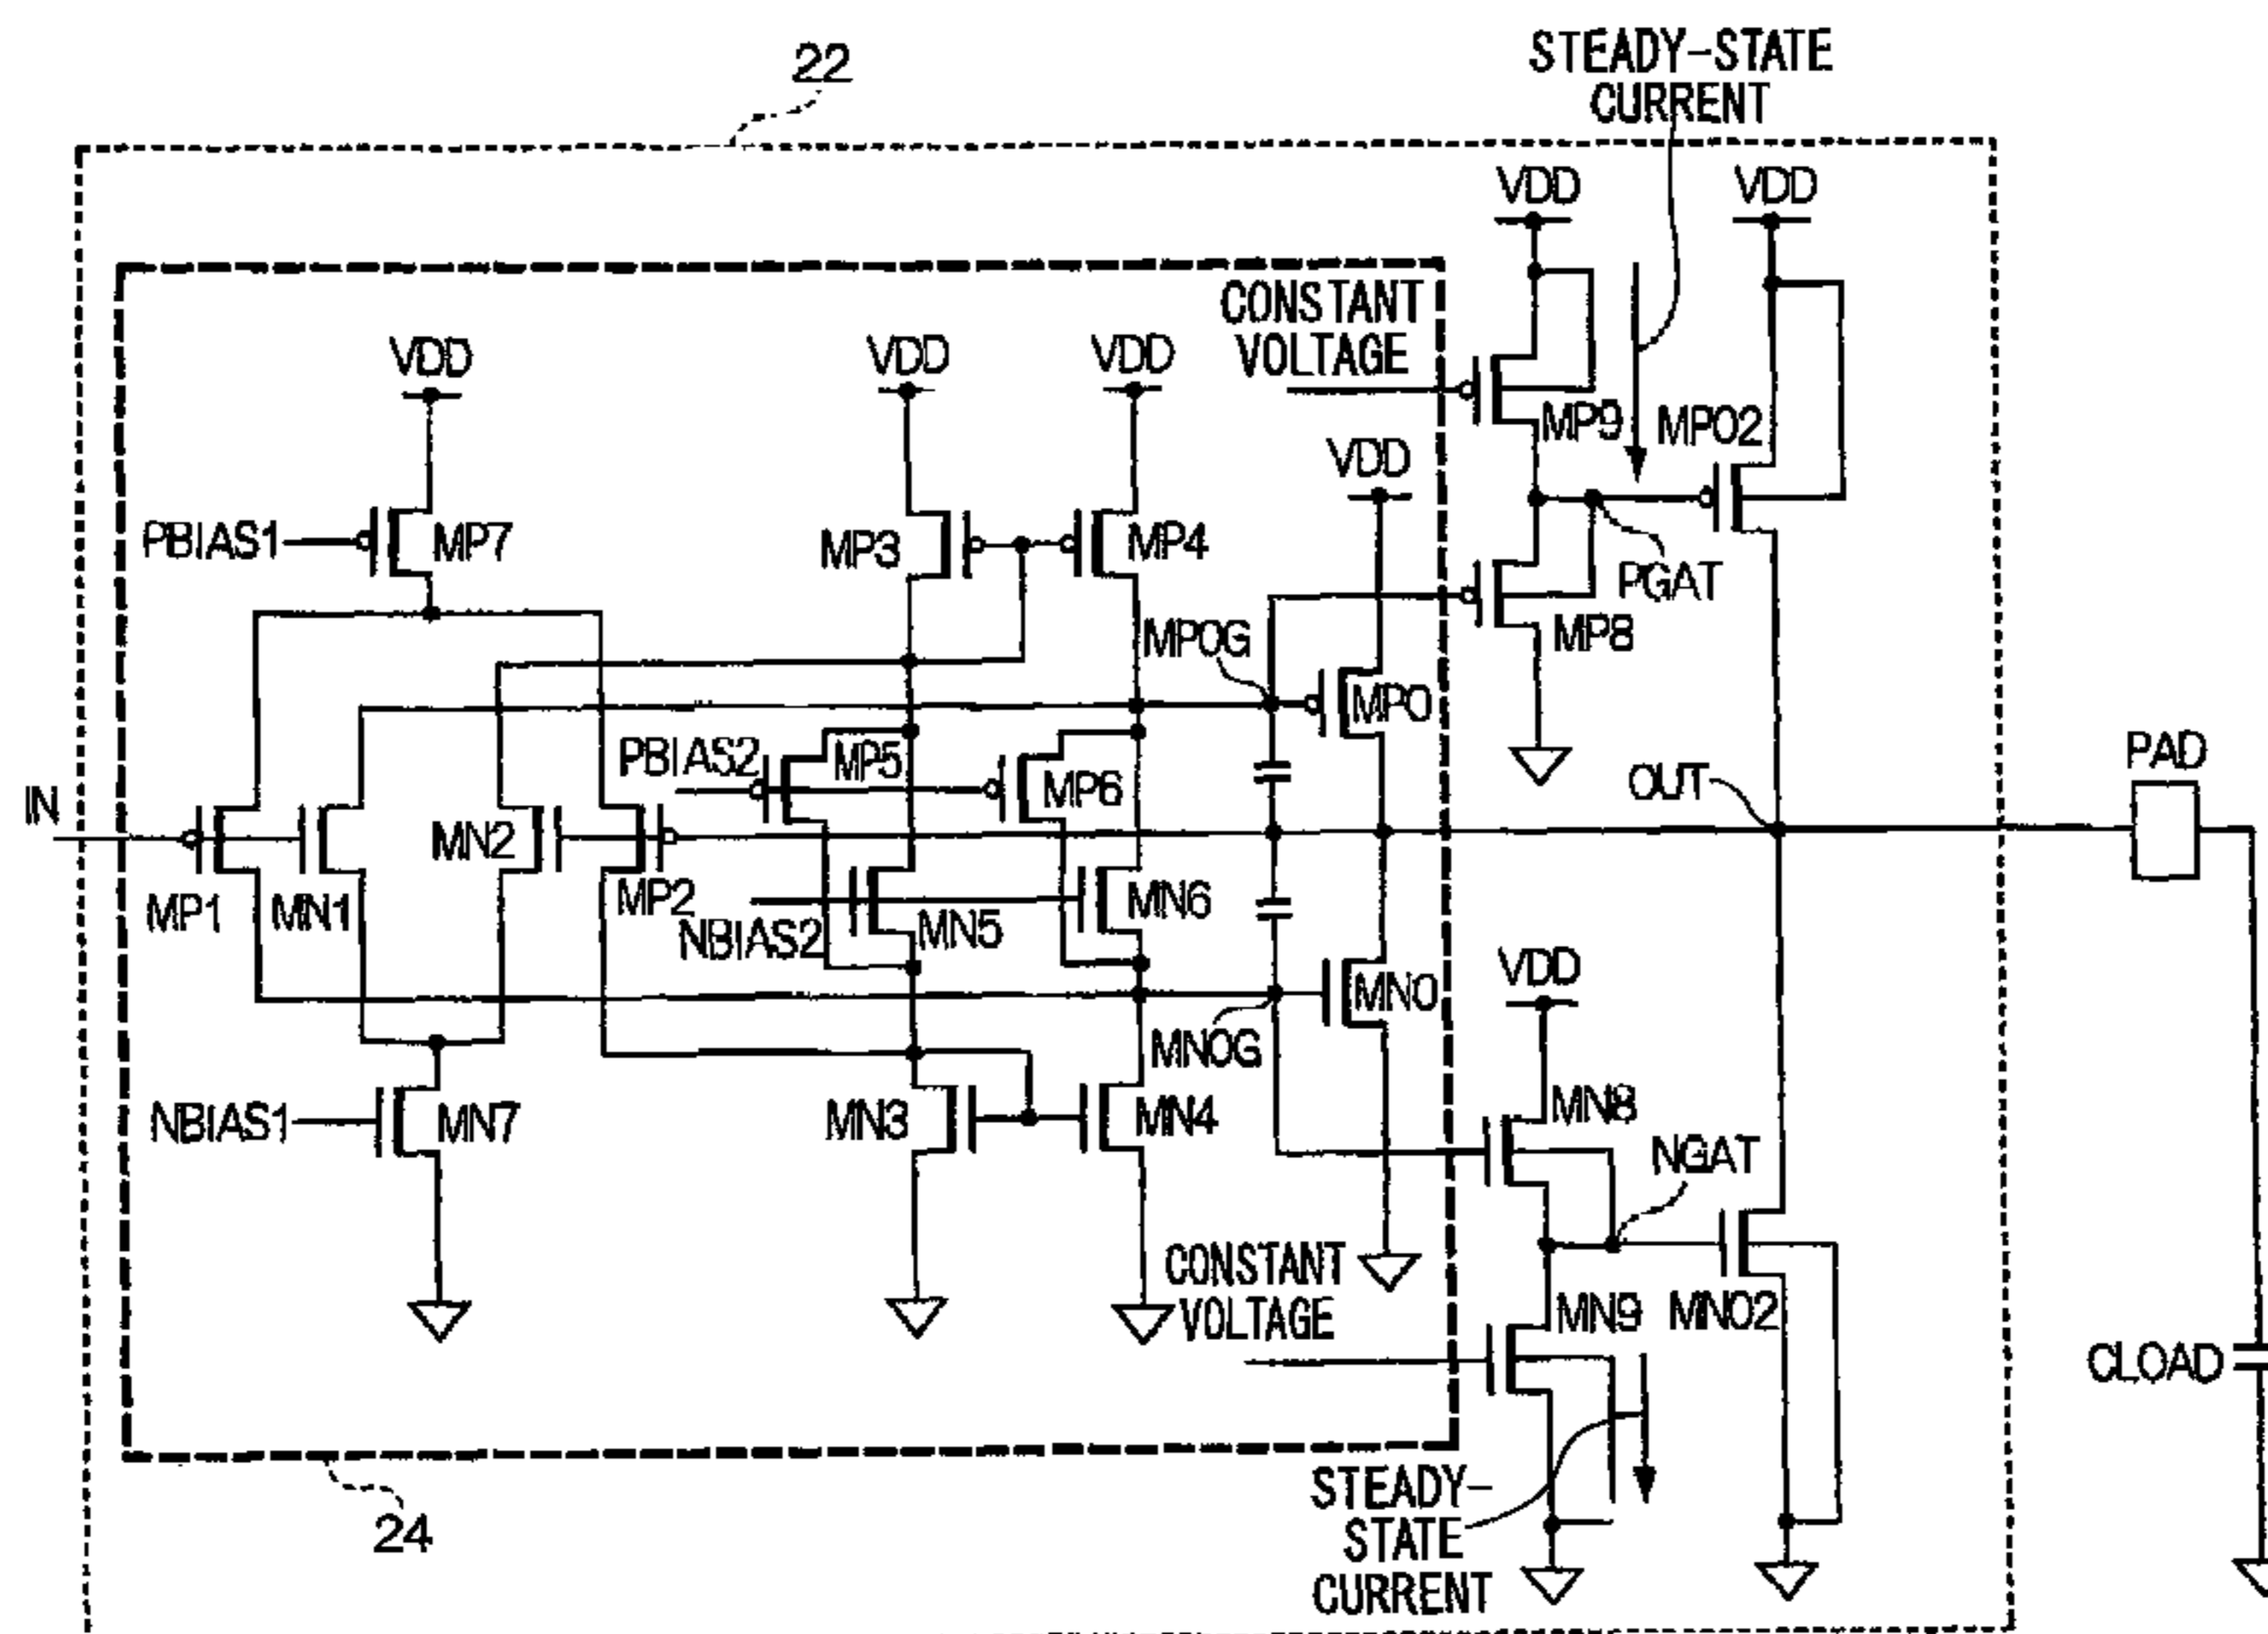 22
STEADY-STATE
CURRENT
VDD
VDD
CONSTANT
VOLTAGE
VDD
VDD
VDD
MP9
MP02
VDD
PBIAS1
MP7
MP3
MP4
PGAT
MP8
MP0G
MP0
PBIAS2
MP5
MP6
OUT
PAD
IN
MN2
MP1
MN1
MP2
NBIAS2
MN5
MN6
MN0
VDD
MN0G
NBIAS1
MN7
MN3
MN4
MN8
NGAT
CONSTANT
VOLTAGE
MN9
MN02
CLOAD
24
STEADY-
STATE
CURRENT